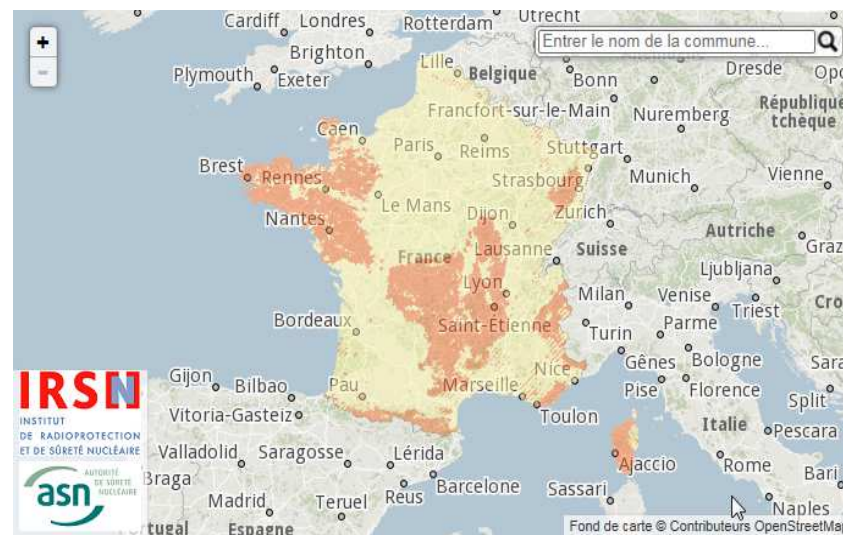 Cardiff
Londres
Rotterdam
Utrecht
+
Entrer le nom de la commune...
Brighton
Lille
Belgique
Bonn
Dresde
Plymouth
Exeter
-
Francfort-sur-le-Main
Nuremberg
République
tchèque
Caen
Paris
Reims
Stuttgart
Brest
Rennes
Strasbourg
Munich
Vienne
Nantes
Le Mans
Dijon
Zurich
Autriche
France
Lausanne
Suisse
Graz
Ljubljana
Lyon
Milan
Venise
Triest
Bordeaux
Saint-Étienne
Turin
Parme
Gênes
Bologne
IRSN
Gijon
Bilbao
Pau
Marseille
Nice
Pise
Florence
Split
INSTITUT
DE RADIOPROTECTION
ET DE SÛRETÉ NUCLÉAIRE
Vitoria-Gasteiz
Toulon
Italie
Pescara
Valladolid
Saragosse
Lérida
Ajaccio
Rome
Bari
asn
AUTORITÉ
DE SÛRETÉ
NUCLÉAIRE
Braga
Madrid
Teruel
Reus
Barcelone
Sassari
Naples
Espagne
Fond de carte © Contributeurs OpenStreetMap